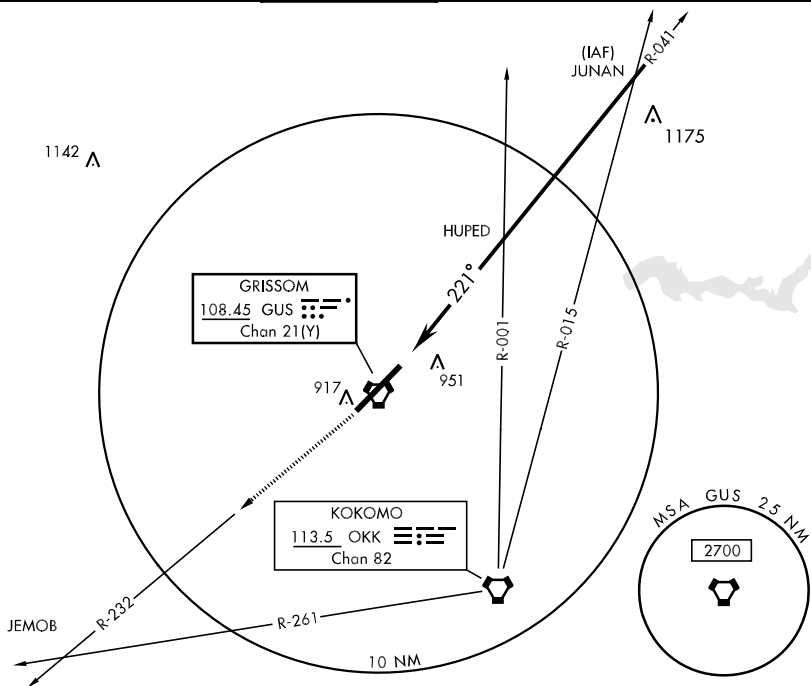 (IAF)
JUNAN
R-041
1175
1142
HUPED
GRISSOM
108.45 GUS
Chan 21(Y)
221°
R-001
R-015
917
951
KOKOMO
113.5 OKK
Chan 82
MSA GUS 25 NM
2700
JEMOB
R-232
R-261
10 NM